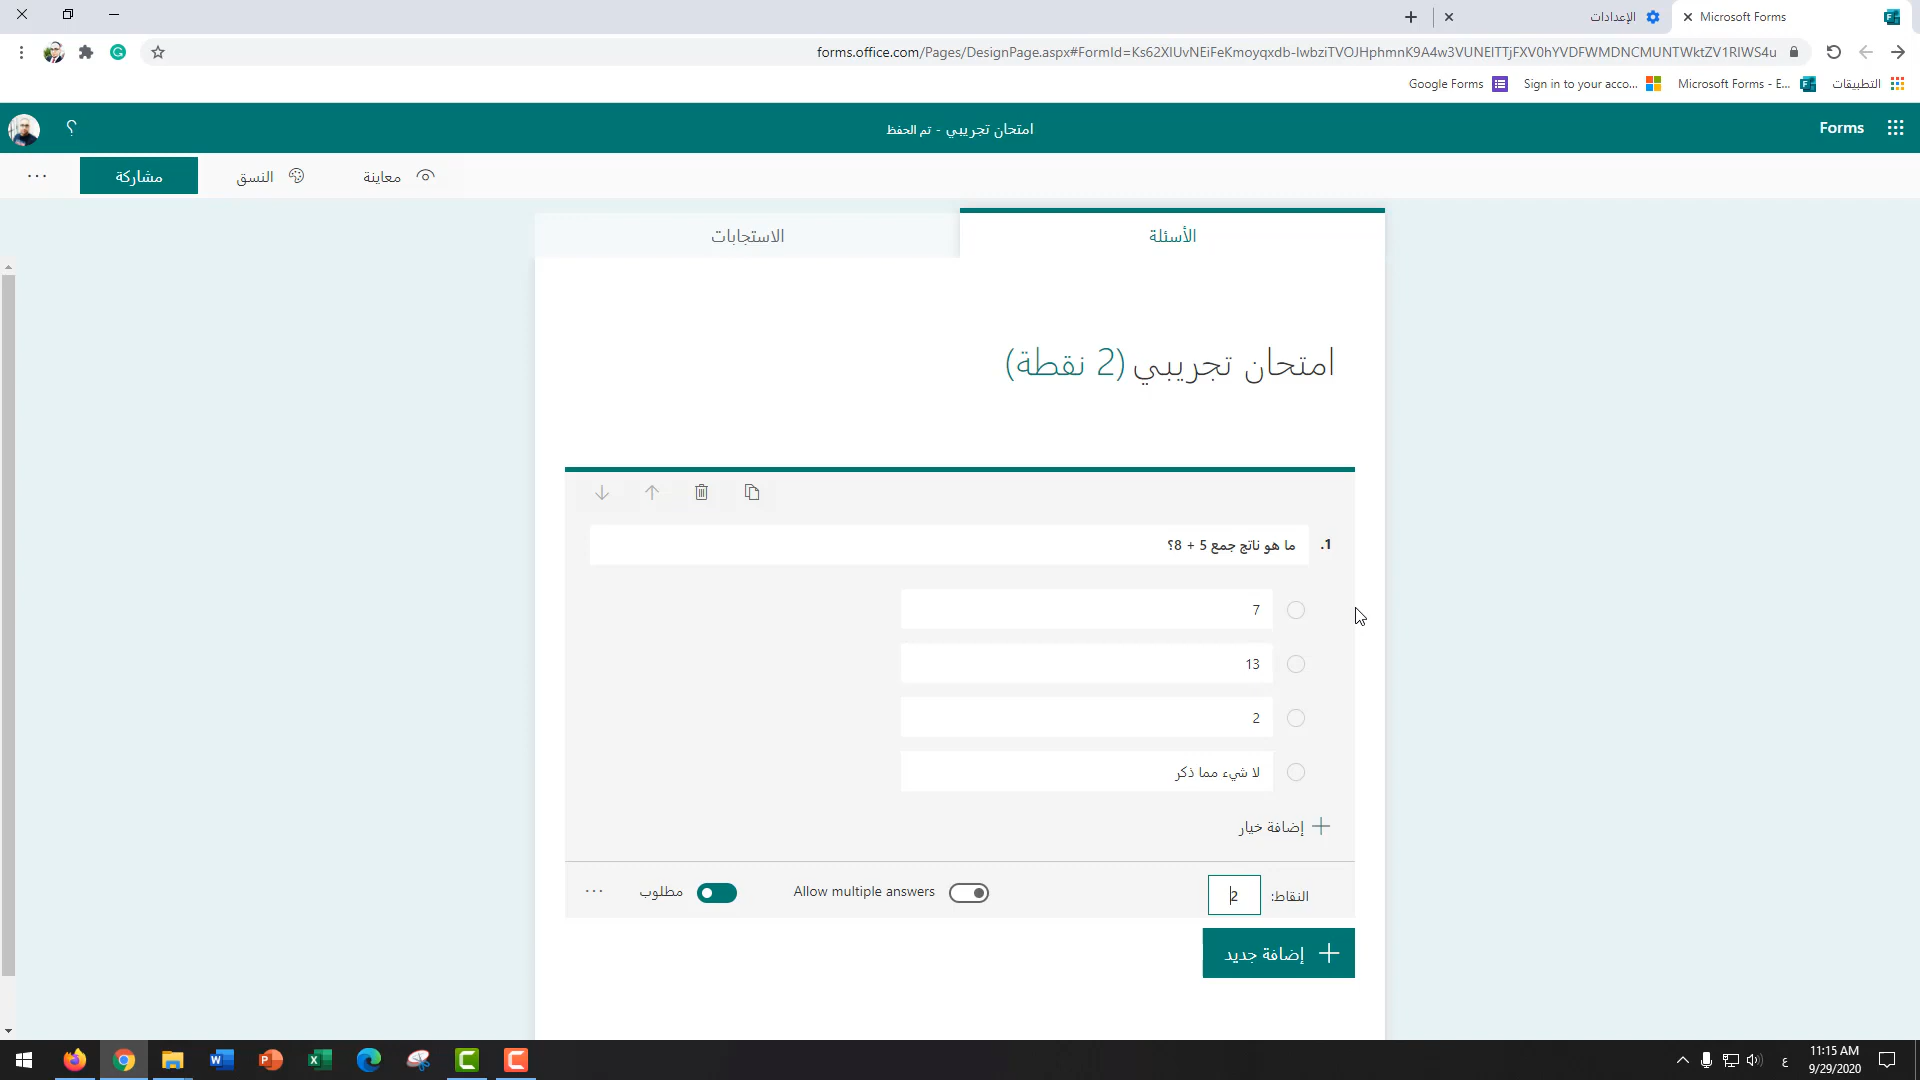 Microsoft Forms
الإعدادات
forms.office.com/Pages/DesignPage.aspx#FormId=Ks62XIUvNEiFeKmoyqxdb-lwbziTVOJHphmnK9A4w3VUNElTTjFXV0hYVDFWMDNCMUNTWktZV1RIWS4u
التطبيقات
Microsoft Forms - E...
Sign in to your acco...
Google Forms
Forms
امتحان تجريبي - تم الحفظ
؟
معاينة
النسق
مشاركة
الأسئلة
الاستجابات
امتحان تجريبي (2 نقطة)
1. ما هو ناتج جمع 5 + 8؟
7
13
2
لا شيء مما ذكر
إضافة خيار
النقاط: 2
Allow multiple answers
مطلوب
إضافة جديد
ع
11:15 AM
9/29/2020